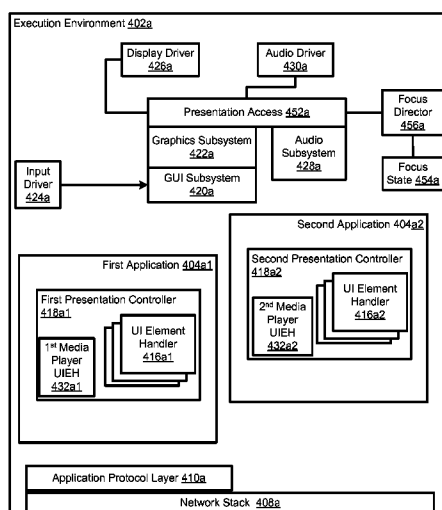 Execution Environment 402a
Display Driver
426a
Audio Driver
430a
Presentation Access 452a
Focus
Director
456a
Graphics Subsystem
422a
Audio
Subsystem
428a
Input
Driver
424a
GUI Subsystem
420a
Focus
State 454a
Second Application 404a2
Second Presentation Controller
418a2
UI Element
Handler
416a2
2nd Media
Player
UIEH
432a2
First Application 404a1
First Presentation Controller
418a1
UI Element
Handler
416a1
1st Media
Player
UIEH
432a1
Application Protocol Layer 410a
Network Stack 408a